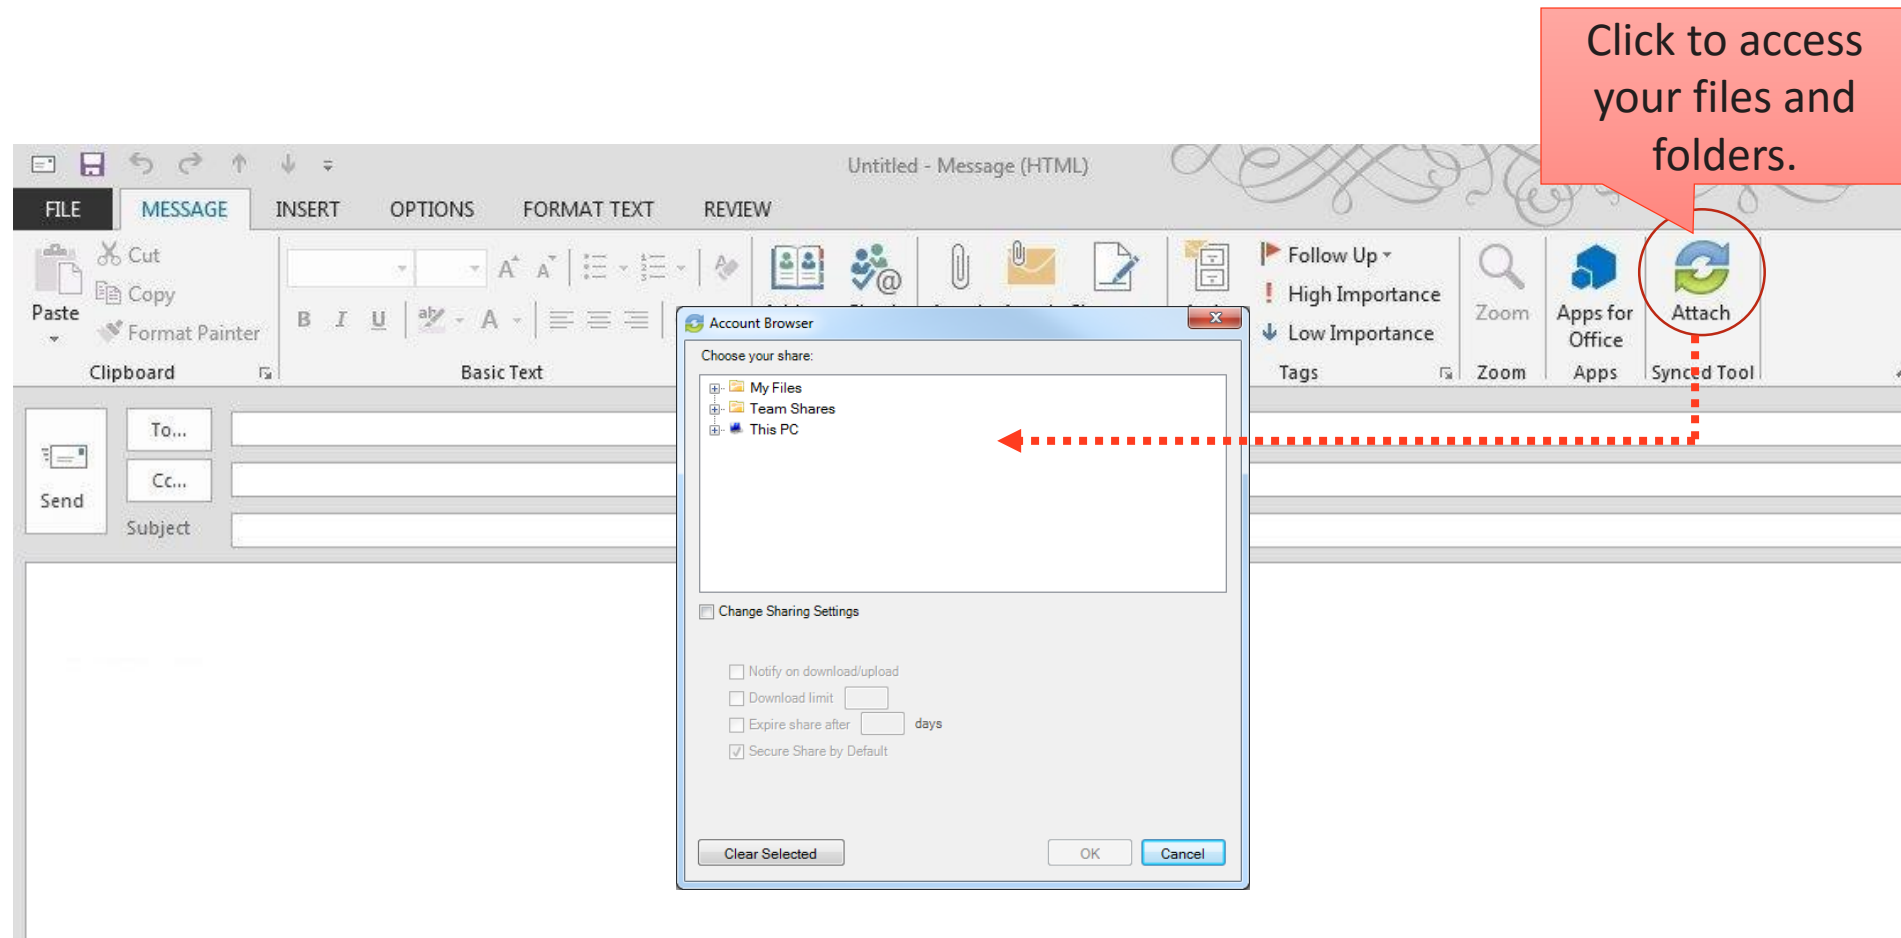 Click to access
your files and
folders.
Untitled - Message (HTML)
FILE MESSAGE INSERT OPTIONS FORMAT TEXT REVIEW
Cut
Copy
Format Painter
Paste
Clipboard
B I U A
Basic Text
Follow Up
High Importance
Low Importance
Tags
Zoom
Zoom
Apps for
Office
Apps
Attach
Synced Tool
Send
To...
Cc...
Subject
Account Browser
Choose your share:
My Files
Team Shares
This PC
Change Sharing Settings
Notify on download/upload
Download limit
Expire share after days
Secure Share by Default
Clear Selected OK Cancel